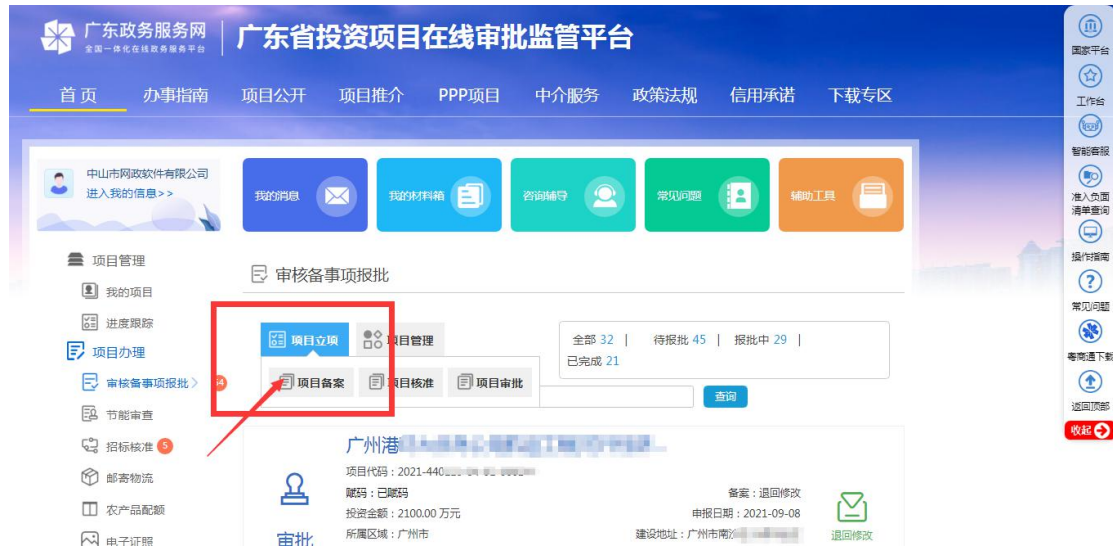 广东政务服务网
全国一体化在线政务服务平台
广东省投资项目在线审批监管平台
首页 办事指南 项目公开 项目推介 PPP项目 中介服务 政策法规 信用承诺 下载专区
中山市网政软件有限公司
进入我的信息>>
我的消息 我的材料箱 咨询辅导 常见问题 辅助工具
项目管理
我的项目
进度跟踪
项目办理
审核备事项报批
节能审查
招标核准 5
邮寄物流
农产品配额
电子证照
审核备事项报批
项目立项 项目管理
项目备案 项目核准 项目审批
全部 32 | 待报批 45 | 报批中 29 |
已完成 21
查询
广州港
项目代码：2021-440
赋码：已赋码
备案：退回修改
投资金额：2100.00 万元
申报日期：2021-09-08
所属区域：广州市
建设地址：广州市南沙
审批
退回修改
国家平台
工作台
智能客服
准入负面
清单查询
操作指南
常见问题
粤商通下载
返回顶部
收起